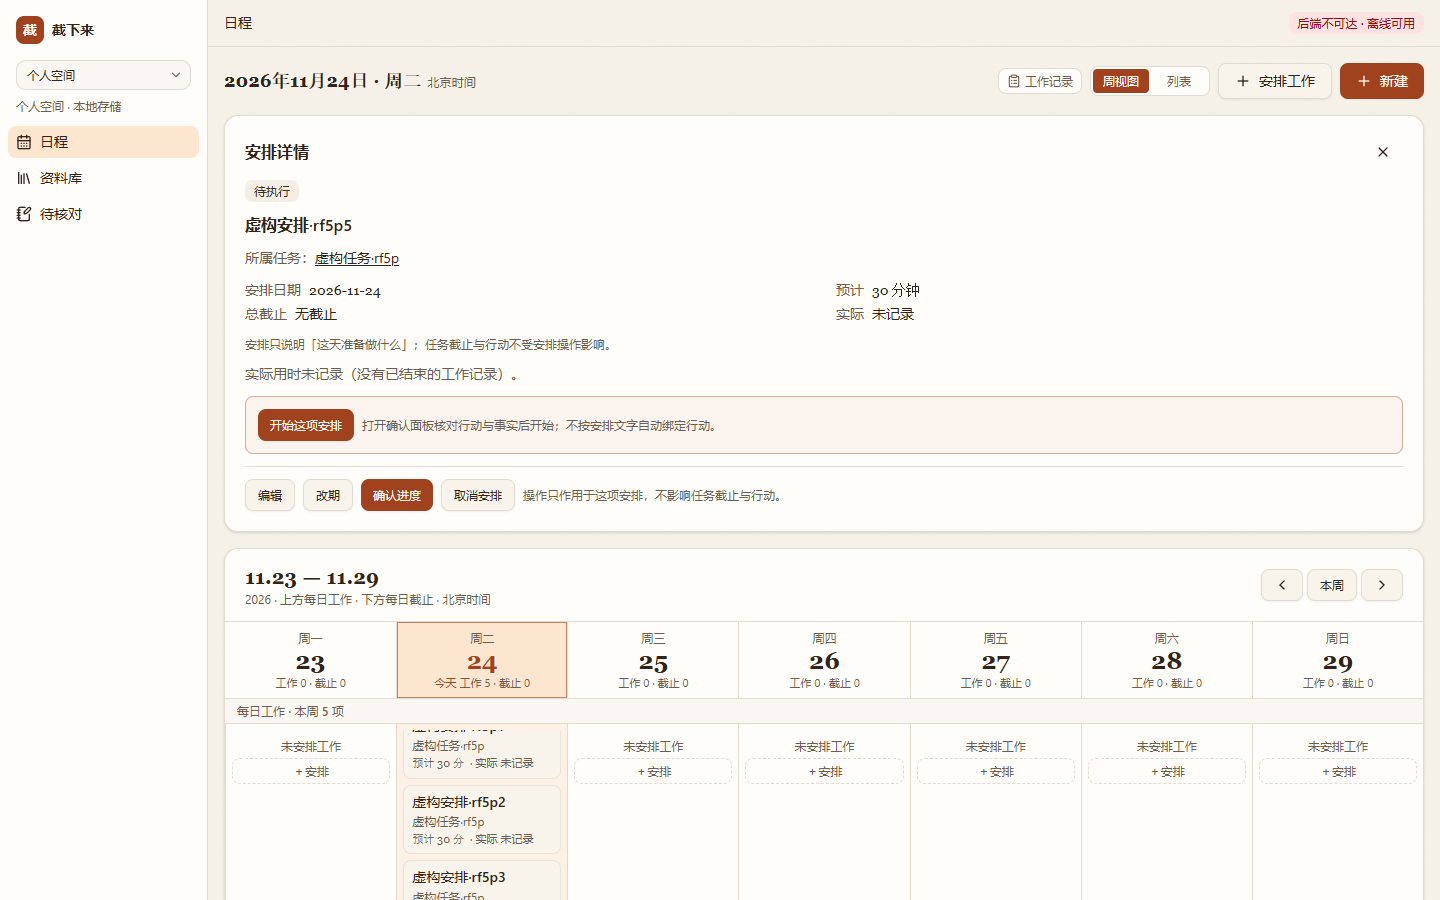 截 截下来
个人空间
个人空间 · 本地存储
日程
资料库
待核对
日程
后端不可达 · 离线可用
2026年11月24日 · 周二 北京时间
工作记录
周视图 列表
+ 安排工作
+ 新建
安排详情
待执行
虚构安排·rf5p5
所属任务: 虚构任务·rf5p
安排日期 2026-11-24
预计 30 分钟
总截止 无截止
实际 未记录
安排只说明「这天准备做什么」；任务截止与行动不受安排操作影响。
实际用时未记录（没有已结束的工作记录）。
开始这项安排 打开确认面板核对行动与事实后开始；不按安排文字自动绑定行动。
编辑 改期 确认进度 取消安排 操作只作用于这项安排，不影响任务截止与行动。
11.23 — 11.29
2026 · 上方每日工作 · 下方每日截止 · 北京时间
本周
周一 周二 周三 周四 周五 周六 周日
23 24 25 26 27 28 29
工作 0 · 截止 0 今天 工作 5 · 截止 0 工作 0 · 截止 0 工作 0 · 截止 0 工作 0 · 截止 0 工作 0 · 截止 0 工作 0 · 截止 0
每日工作 · 本周 5 项
未安排工作
+ 安排
虚构任务·rf5p
预计 30 分 · 实际 未记录
虚构安排·rf5p2
虚构任务·rf5p
预计 30 分 · 实际 未记录
虚构安排·rf5p3
虚构任务·rf5p
未安排工作
+ 安排
未安排工作
+ 安排
未安排工作
+ 安排
未安排工作
+ 安排
未安排工作
+ 安排